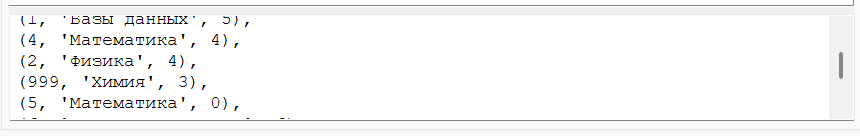 (1, 'Базы данных', 5),
(4, 'Математика', 4),
(2, 'Физика', 4),
(999, 'Химия', 3),
(5, 'Математика', 0),